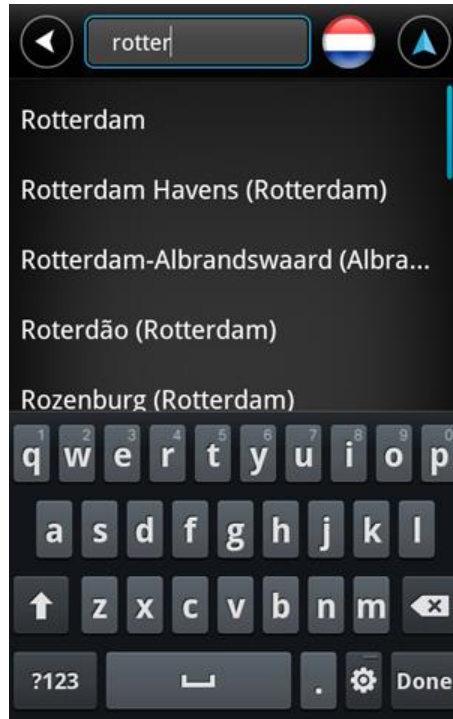 rotter
Rotterdam
Rotterdam Havens (Rotterdam)
Rotterdam-Albrandswaard (Albra...
Roterdão (Rotterdam)
Rozenburg (Rotterdam)
1 2 3 4 5 6 7 8 9 0
q w e r t y u i o p
a s d f g h j k l
z x c v b n m
?123 . Done